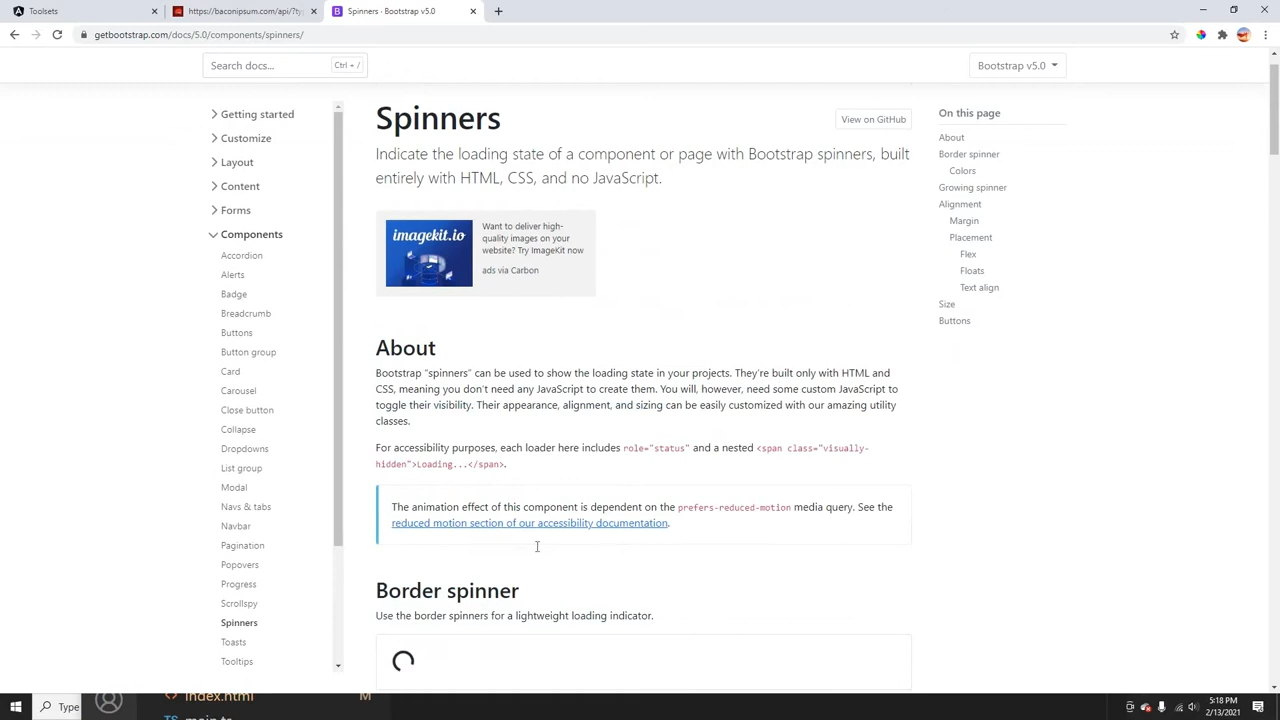 Toolsets
https://baconipsum.com/api/?typ
Spinners · Bootstrap v5.0
getbootstrap.com/docs/5.0/components/spinners/
Search docs...
Ctrl + /
Bootstrap v5.0
Getting started
Customize
Layout
Content
Forms
Components
Accordion
Alerts
Badge
Breadcrumb
Buttons
Button group
Card
Carousel
Close button
Collapse
Dropdowns
List group
Modal
Navs & tabs
Navbar
Pagination
Popovers
Progress
Scrollspy
Spinners
Toasts
Tooltips
Spinners
View on GitHub
Indicate the loading state of a component or page with Bootstrap spinners, built
entirely with HTML, CSS, and no JavaScript.
imagekit.io
Want to deliver high-
quality images on your
website? Try ImageKit now
ads via Carbon
About
Bootstrap “spinners” can be used to show the loading state in your projects. They’re built only with HTML and
CSS, meaning you don’t need any JavaScript to create them. You will, however, need some custom JavaScript to
toggle their visibility. Their appearance, alignment, and sizing can be easily customized with our amazing utility
classes.
For accessibility purposes, each loader here includes role="status" and a nested <span class="visually-
hidden">Loading...</span>.
The animation effect of this component is dependent on the prefers-reduced-motion media query. See the
reduced motion section of our accessibility documentation.
Border spinner
Use the border spinners for a lightweight loading indicator.
On this page
About
Border spinner
Colors
Growing spinner
Alignment
Margin
Placement
Flex
Floats
Text align
Size
Buttons
Type
index.html
M
TS main.ts
5:18 PM
2/13/2021